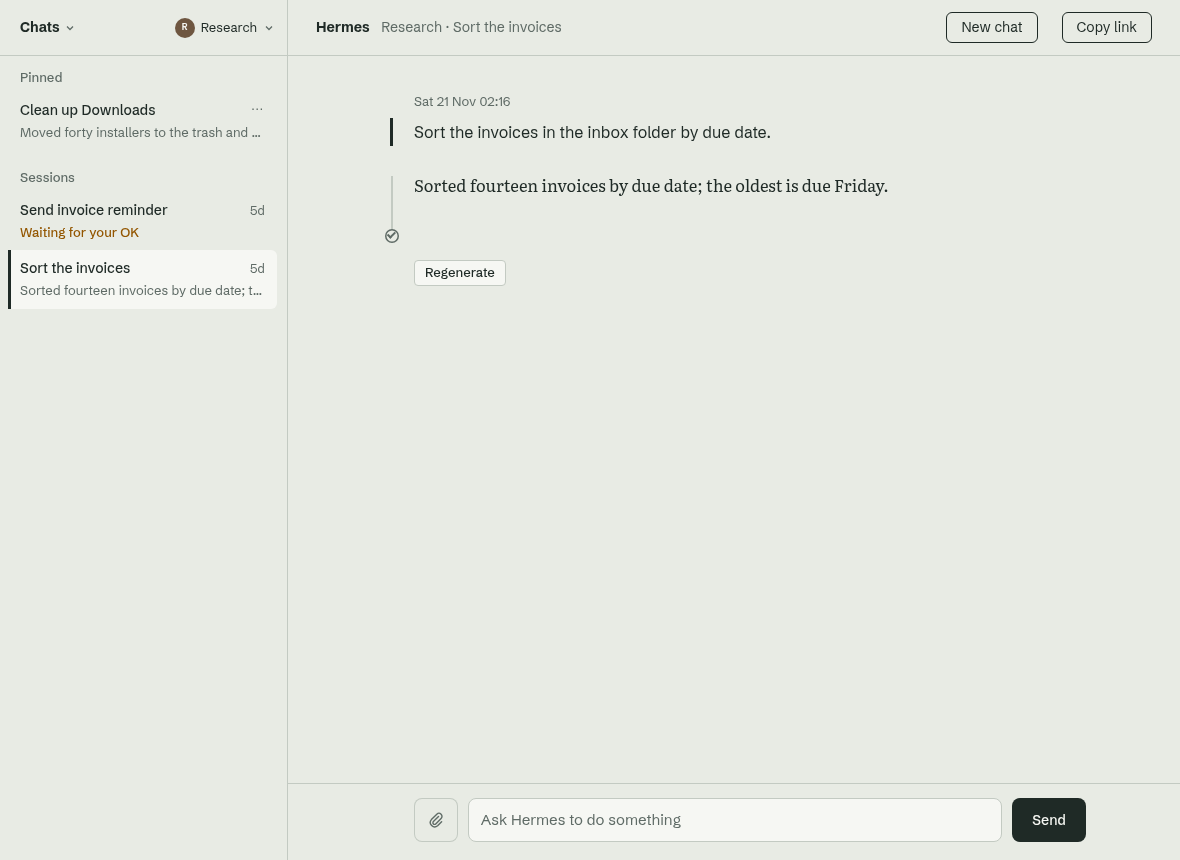 Chats
R Research
Pinned
Clean up Downloads ...
Moved forty installers to the trash and ...
Sessions
Send invoice reminder 5d
Waiting for your OK
Sort the invoices 5d
Sorted fourteen invoices by due date; t...
Hermes Research · Sort the invoices
New chat
Copy link
Sat 21 Nov 02:16
Sort the invoices in the inbox folder by due date.
Sorted fourteen invoices by due date; the oldest is due Friday.
Regenerate
Ask Hermes to do something
Send